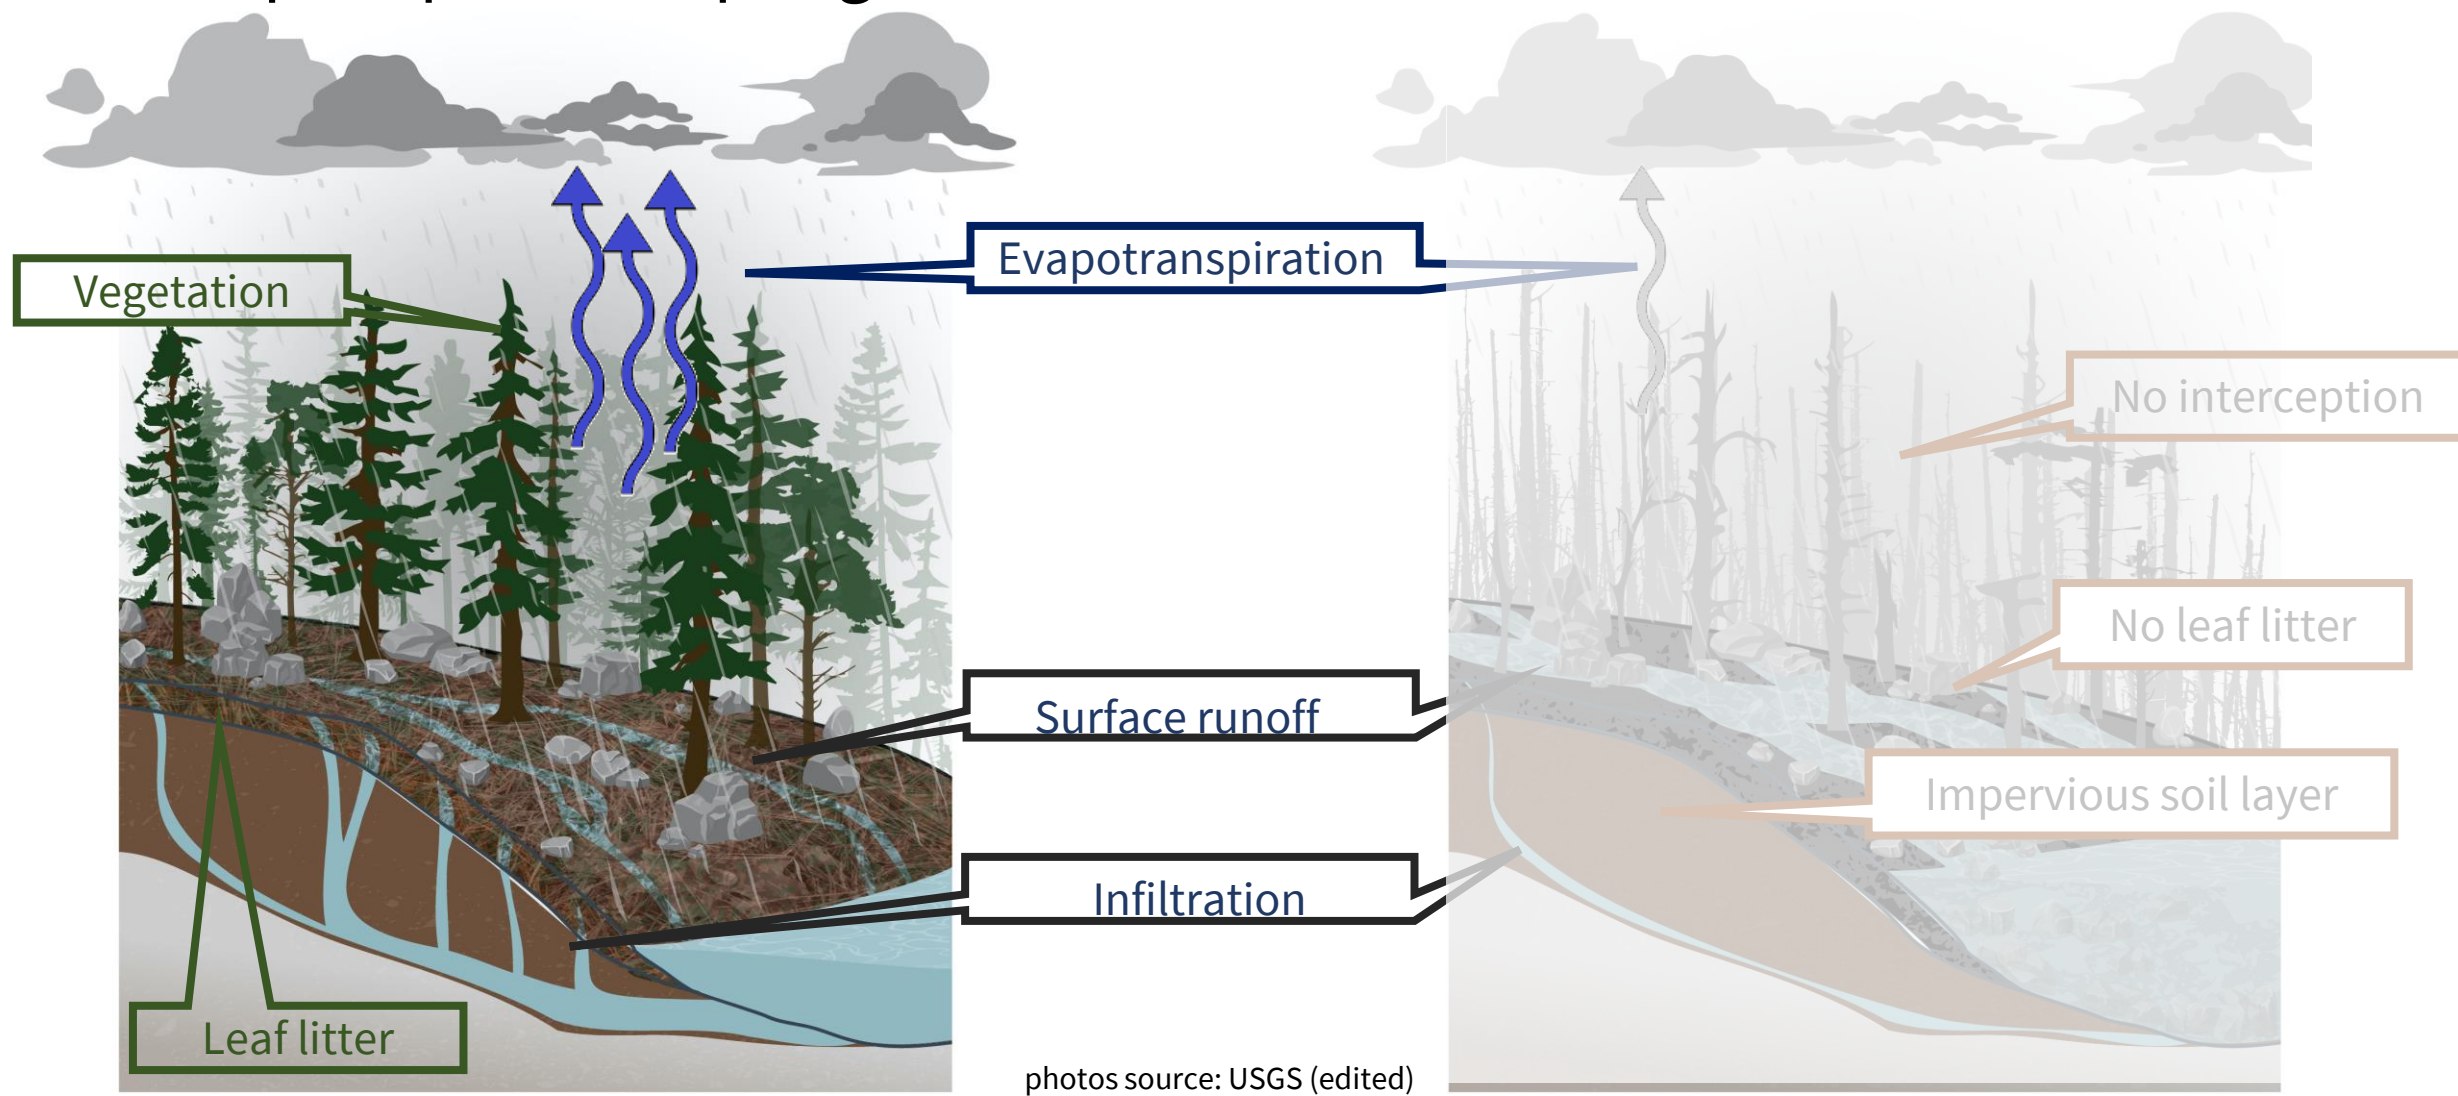 Evapotranspiration
Vegetation
No interception
No leaf litter
Surface runoff
Impervious soil layer
Infiltration
Leaf litter
photos source: USGS (edited)